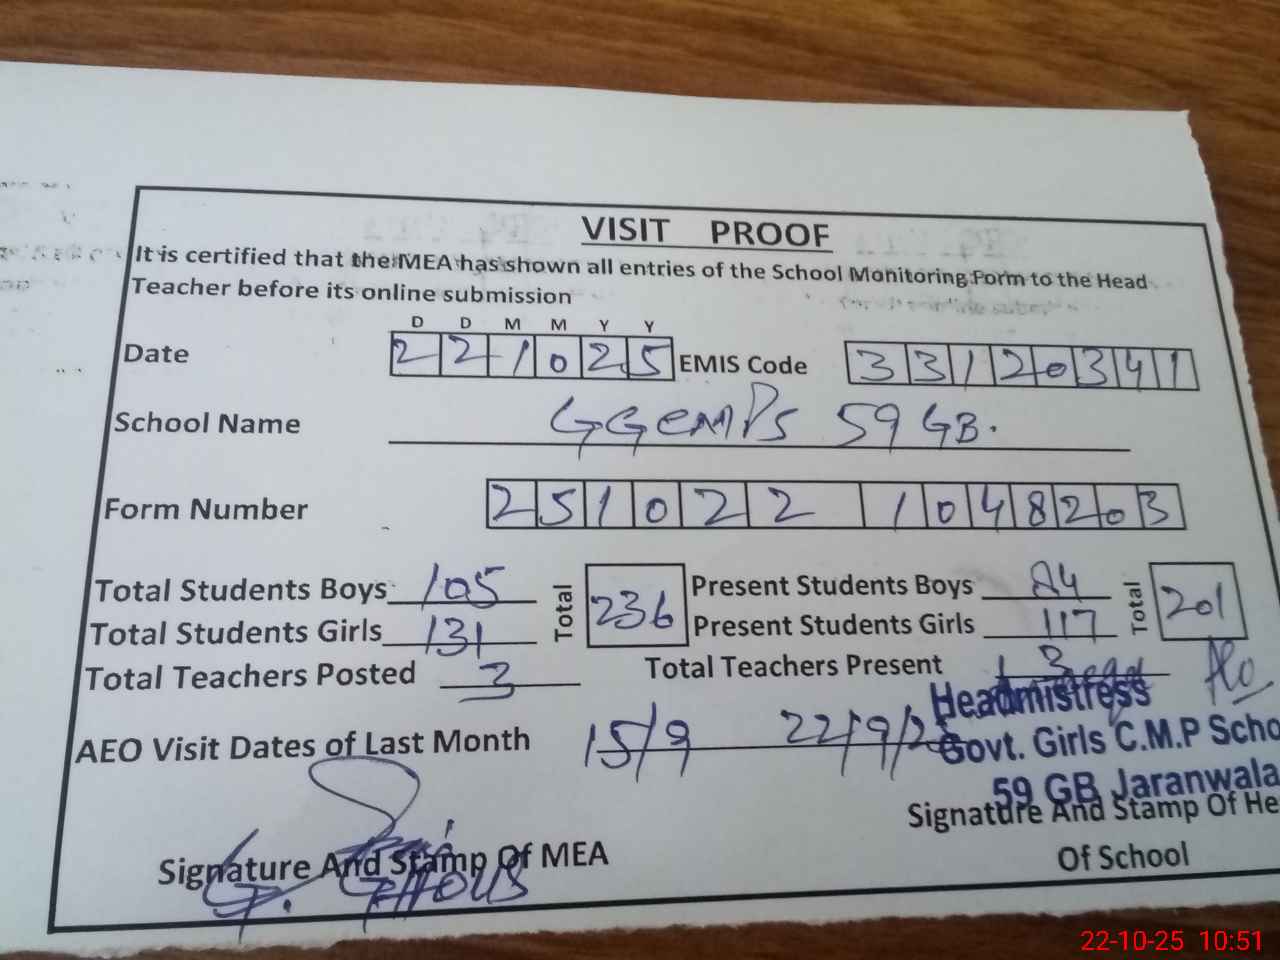 VISIT PROOF
It is certified that the MEA has shown all entries of the School Monitoring Form to the Head
Teacher before its online submission
D D M M Y Y
Date 2 2 1 0 2 5 EMIS Code 3 3 1 2 0 3 4 1
School Name GGCMPS 59 GB.
Form Number 2 5 1 0 2 2 1 0 4 8 2 0 3
Total Students Boys 105 Total 236 Present Students Boys 84 Total 201
Total Students Girls 131 Present Students Girls 117
Total Teachers Posted 3 Total Teachers Present 3
Headmistress
AEO Visit Dates of Last Month 15/9 22/9/25
Govt. Girls C.M.P Scho
59 GB Jaranwala
Signature And Stamp Of He
Signature And Stamp Of MEA
Of School
22-10-25 10:51